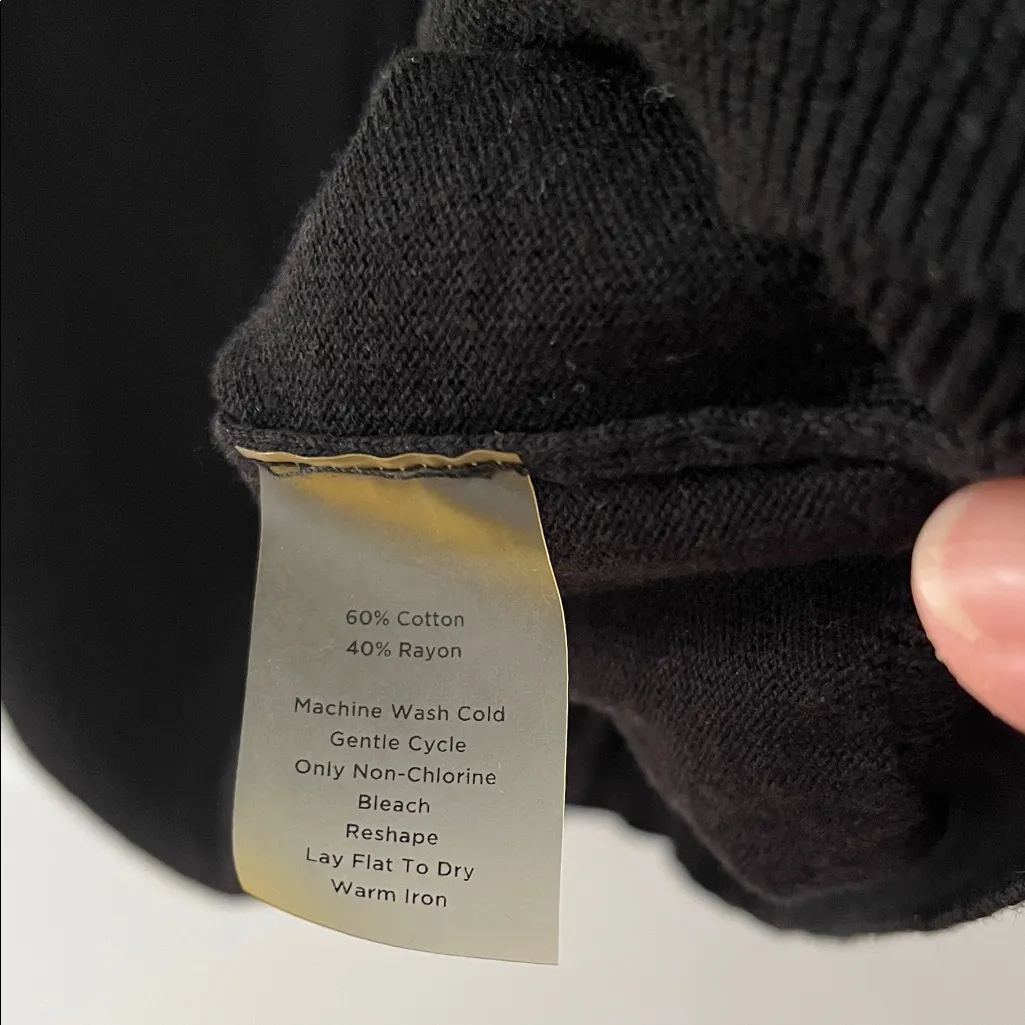 60% Cotton
40% Rayon
Machine Wash Cold
Gentle Cycle
Only Non-Chlorine
Bleach
Reshape
Lay Flat To Dry
Warm Iron